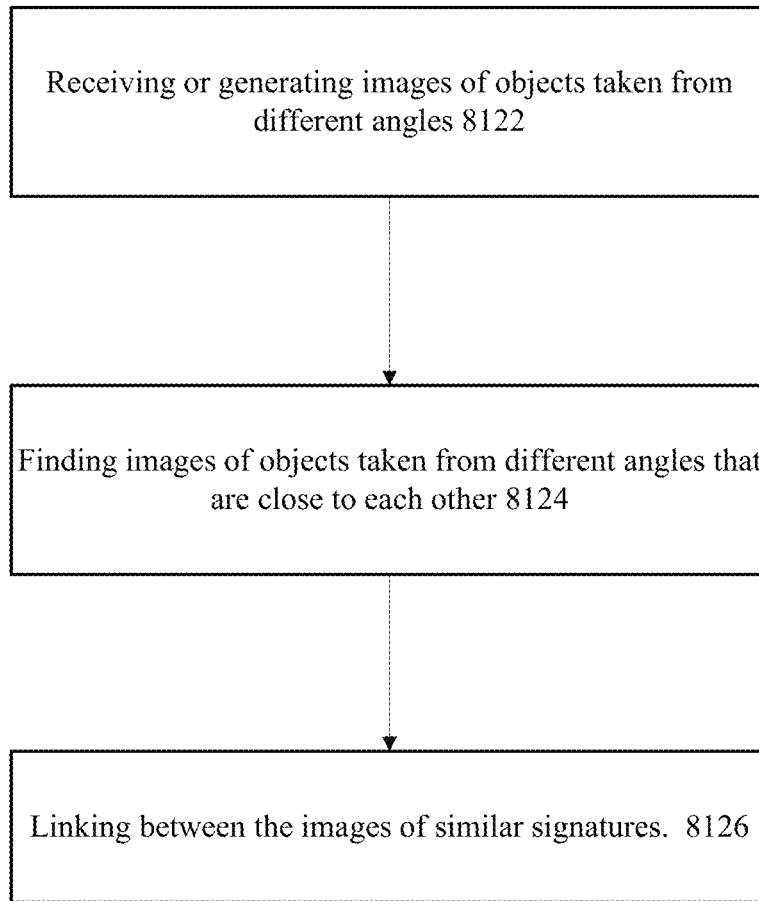 Receiving or generating images of objects taken from
different angles 8122
Finding images of objects taken from different angles that
are close to each other 8124
Linking between the images of similar signatures.  8126